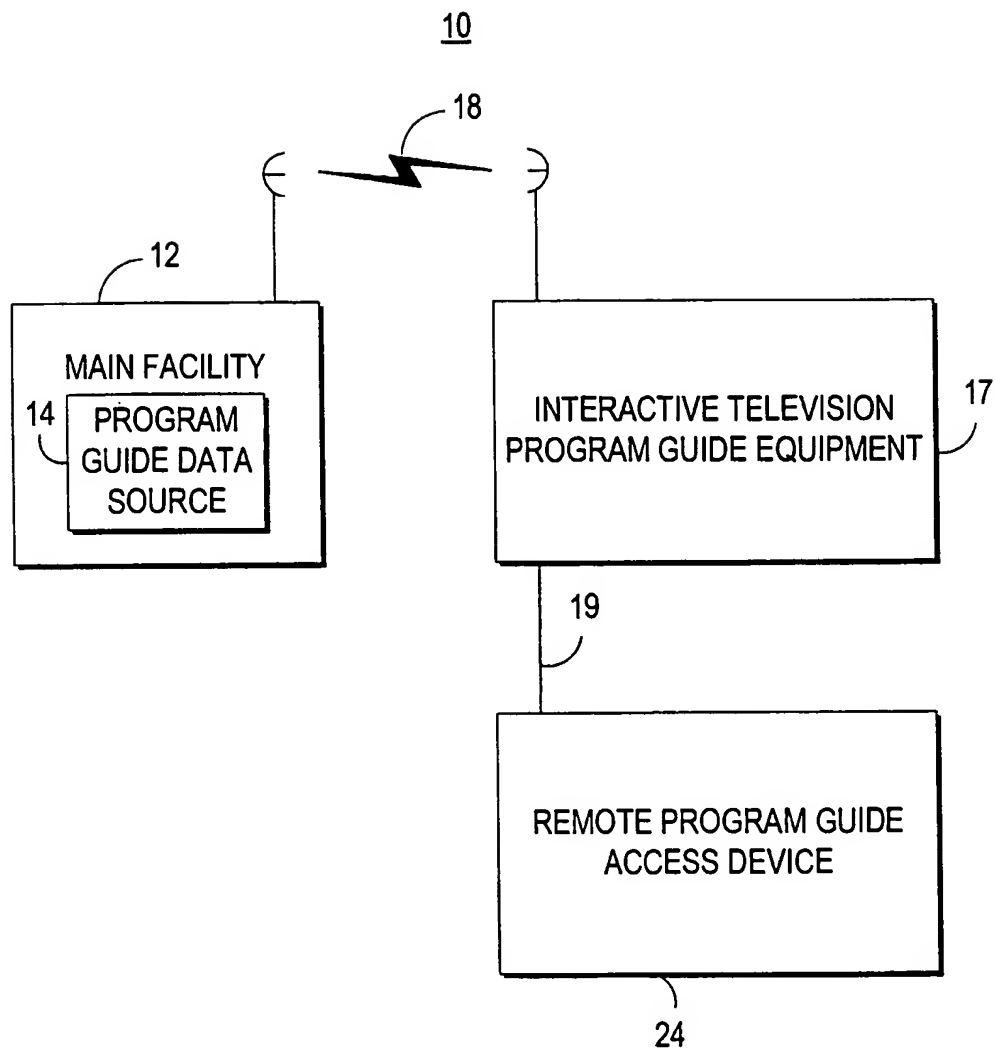 10
18
12
MAIN FACILITY
14
PROGRAM
GUIDE DATA
SOURCE
INTERACTIVE TELEVISION
PROGRAM GUIDE EQUIPMENT
17
19
REMOTE PROGRAM GUIDE
ACCESS DEVICE
24